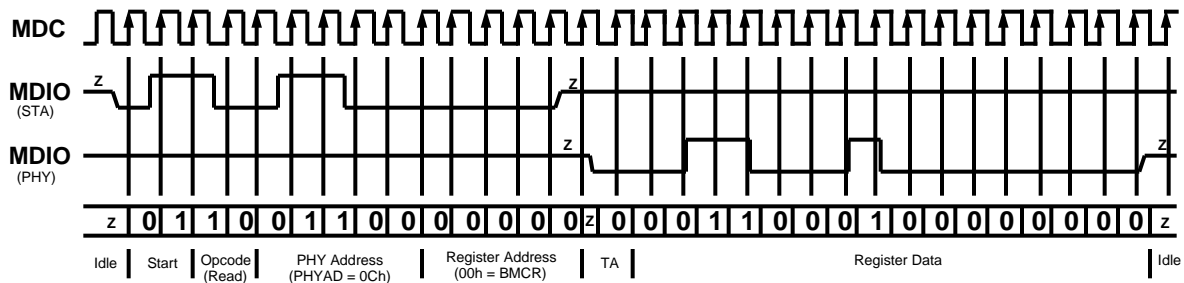 MDC
z
MDIO
(STA)
z
MDIO
(PHY)
z
z
z 0 1 1 0 0 1 1 0 0 0 0 0 0 0 z 0 0 0 1 1 0 0 0 1 0 0 0 0 0 0 0 0 z
Idle Start Opcode PHY Address Register Address TA Register Data Idle
(Read) (PHYAD = 0Ch) (00h = BMCR)